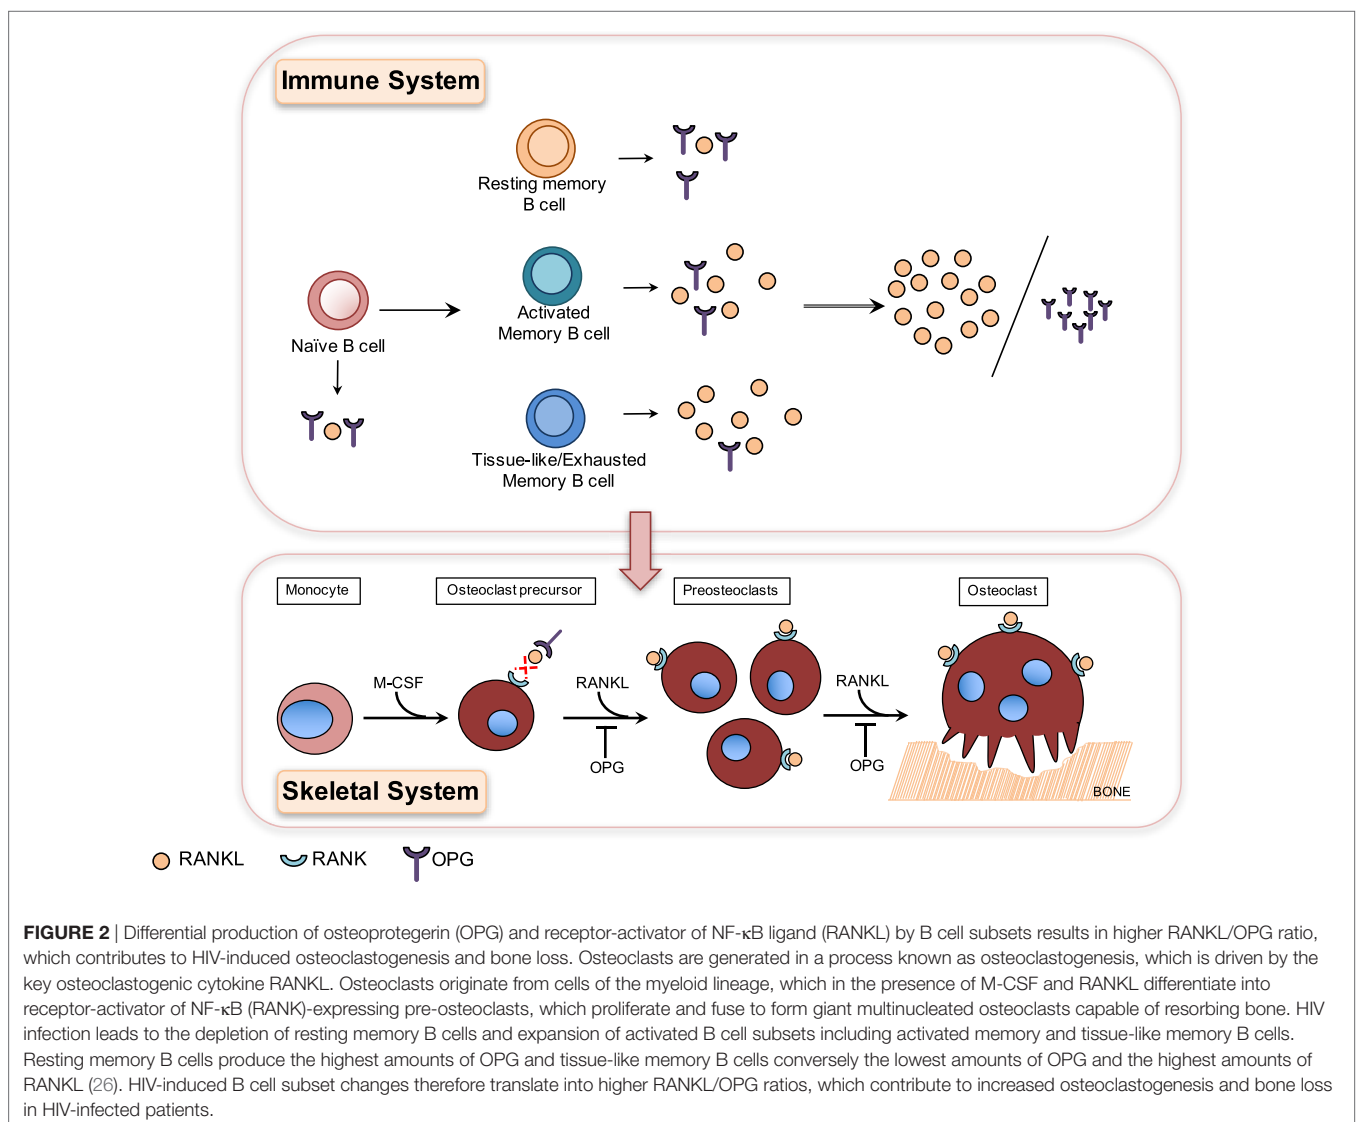 Immune System
Resting memory
B cell
Activated
Memory B cell
Naïve B cell
Tissue-like/Exhausted
Memory B cell
Monocyte
Osteoclast precursor
Preosteoclasts
Osteoclast
M-CSF
RANKL
RANKL
OPG
OPG
BONE
Skeletal System
RANKL
RANK
OPG
FIGURE 2 | Differential production of osteoprotegerin (OPG) and receptor-activator of NF-κB ligand (RANKL) by B cell subsets results in higher RANKL/OPG ratio,
which contributes to HIV-induced osteoclastogenesis and bone loss. Osteoclasts are generated in a process known as osteoclastogenesis, which is driven by the
key osteoclastogenic cytokine RANKL. Osteoclasts originate from cells of the myeloid lineage, which in the presence of M-CSF and RANKL differentiate into
receptor-activator of NF-κB (RANK)-expressing pre-osteoclasts, which proliferate and fuse to form giant multinucleated osteoclasts capable of resorbing bone. HIV
infection leads to the depletion of resting memory B cells and expansion of activated B cell subsets including activated memory and tissue-like memory B cells.
Resting memory B cells produce the highest amounts of OPG and tissue-like memory B cells conversely the lowest amounts of OPG and the highest amounts of
RANKL (26). HIV-induced B cell subset changes therefore translate into higher RANKL/OPG ratios, which contribute to increased osteoclastogenesis and bone loss
in HIV-infected patients.